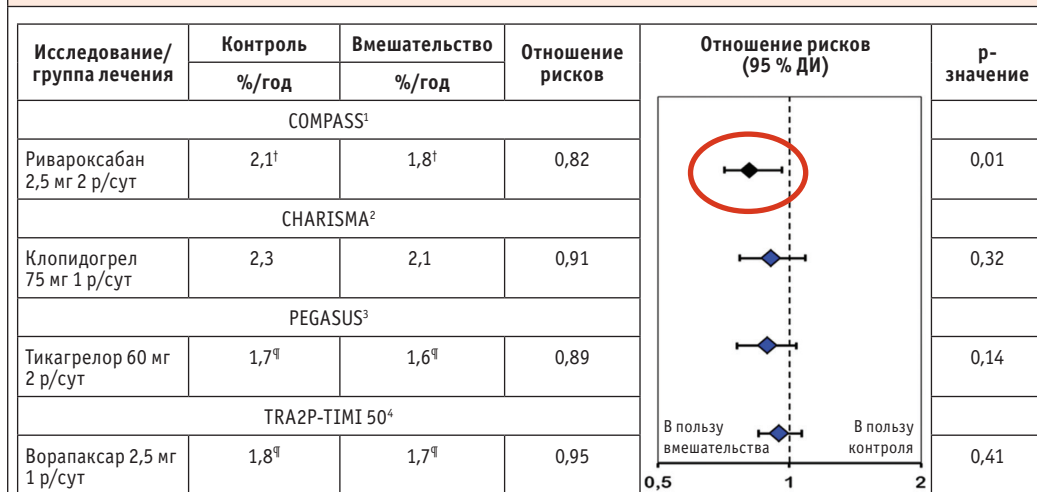 Исследование/
группа лечения
Контроль
Вмешательство
%/год
%/год
Отношение
рисков
Отношение рисков
(95 % ДИ)
p-
значение
COMPASS¹
Ривароксабан
2,5 мг 2 р/сут
2,1†
1,8†
0,82
0,01
CHARISMA²
Клопидогрел
75 мг 1 р/сут
2,3
2,1
0,91
0,32
PEGASUS³
Тикагрелор 60 мг
2 р/сут
1,7¶
1,6¶
0,89
0,14
TRA2P-TIMI 50⁴
Ворапаксар 2,5 мг
1 р/сут
1,8¶
1,7¶
0,95
В пользу
вмешательства
В пользу
контроля
0,41
0,5
1
2